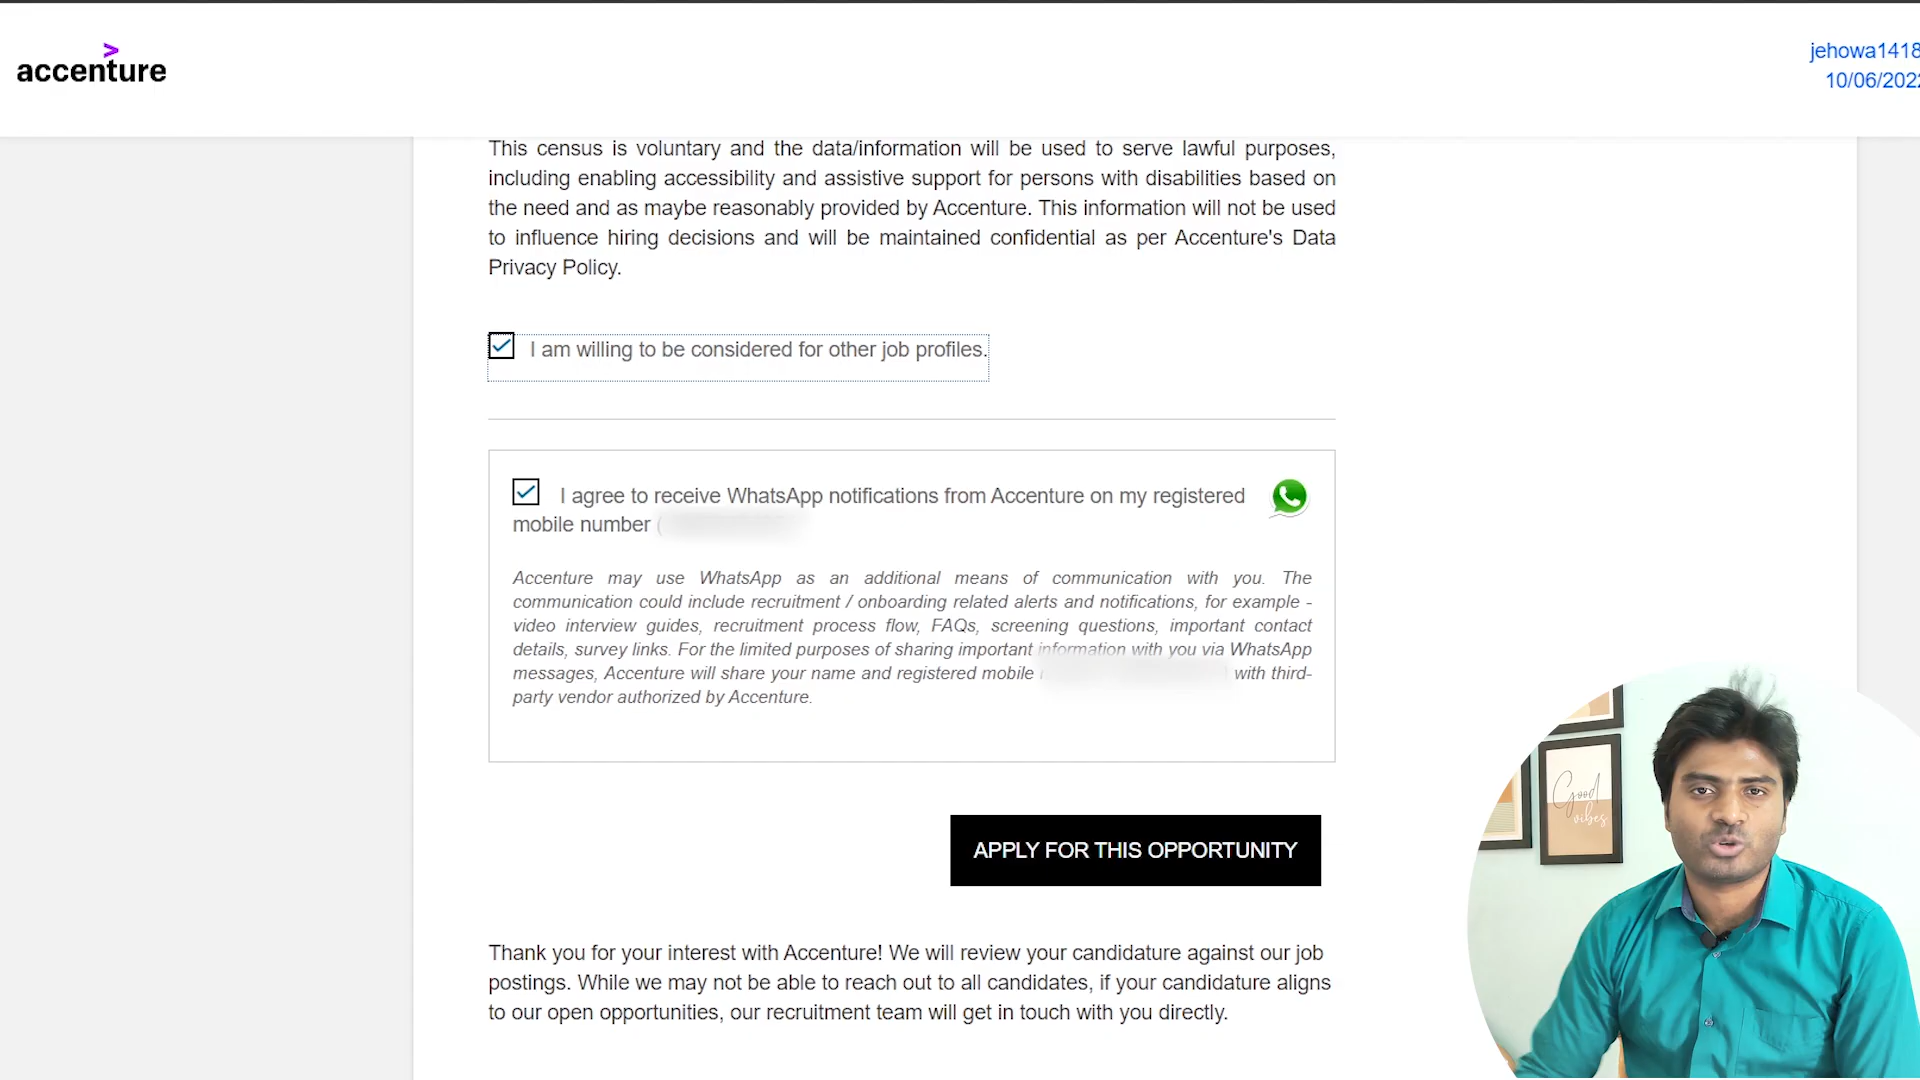 accenture
jehowa1418
10/06/2022
This census is voluntary and the data/information will be used to serve lawful purposes,
including enabling accessibility and assistive support for persons with disabilities based on
the need and as maybe reasonably provided by Accenture. This information will not be used
to influence hiring decisions and will be maintained confidential as per Accenture's Data
Privacy Policy.
I am willing to be considered for other job profiles.
I agree to receive WhatsApp notifications from Accenture on my registered
mobile number (
Accenture may use WhatsApp as an additional means of communication with you. The
communication could include recruitment / onboarding related alerts and notifications, for example -
video interview guides, recruitment process flow, FAQs, screening questions, important contact
details, survey links. For the limited purposes of sharing important information with you via WhatsApp
messages, Accenture will share your name and registered mobile ) with third-
party vendor authorized by Accenture.
APPLY FOR THIS OPPORTUNITY
Good
vibes
Thank you for your interest with Accenture! We will review your candidature against our job
postings. While we may not be able to reach out to all candidates, if your candidature aligns
to our open opportunities, our recruitment team will get in touch with you directly.